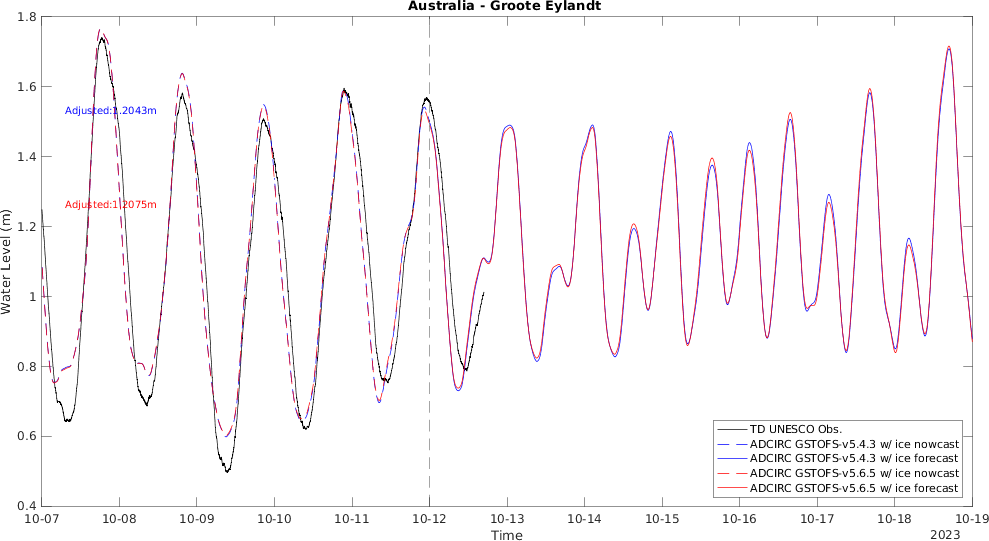 Australia - Groote Eylandt
1.8
1.6
Adjusted:1.2043m
1.4
Adjusted:1.2075m
1.2
Water Level (m)
1
0.8
0.6
0.4
TD UNESCO Obs.
ADCIRC GSTOFS-v5.4.3 w/ ice nowcast
ADCIRC GSTOFS-v5.4.3 w/ ice forecast
ADCIRC GSTOFS-v5.6.5 w/ ice nowcast
ADCIRC GSTOFS-v5.6.5 w/ ice forecast
10-07 10-08 10-09 10-10 10-11 10-12 10-13 10-14 10-15 10-16 10-17 10-18 10-19
Time
2023